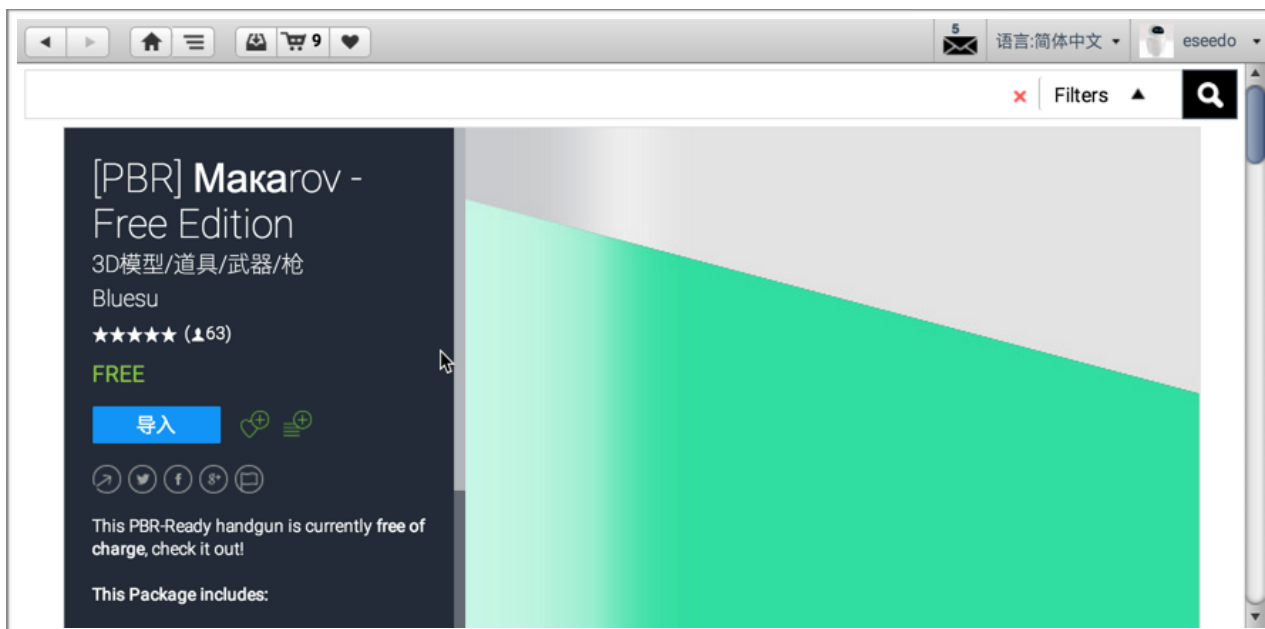 9
5
语言:简体中文
eseedo
Filters
[PBR] Макаrov -
Free Edition
3D模型/道具/武器/枪
Bluesu
★★★★★ (63)
FREE
导入
This PBR-Ready handgun is currently free of
charge, check it out!
This Package includes: